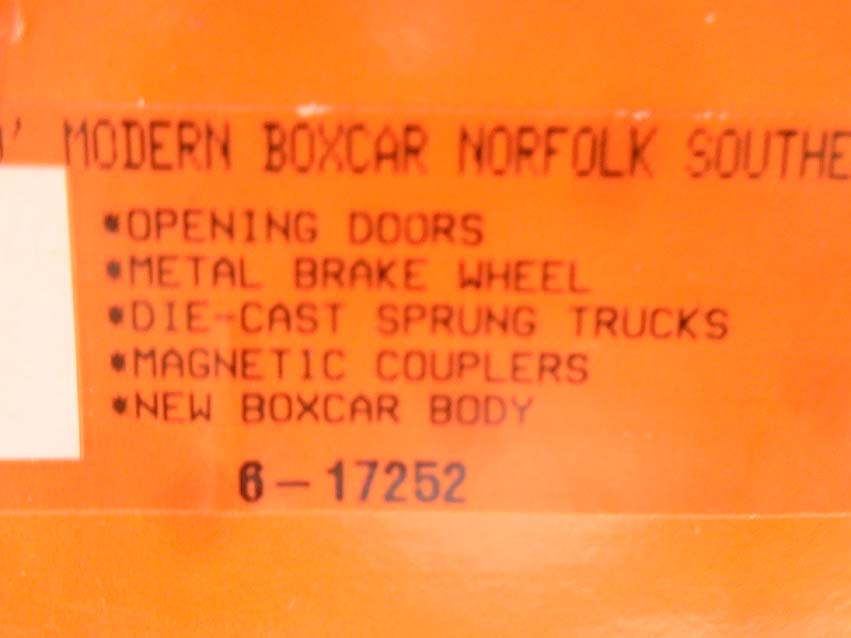 0' MODERN BOXCAR NORFOLK SOUTHE
*OPENING DOORS
*METAL BRAKE WHEEL
*DIE-CAST SPRUNG TRUCKS
*MAGNETIC COUPLERS
*NEW BOXCAR BODY
6-17252